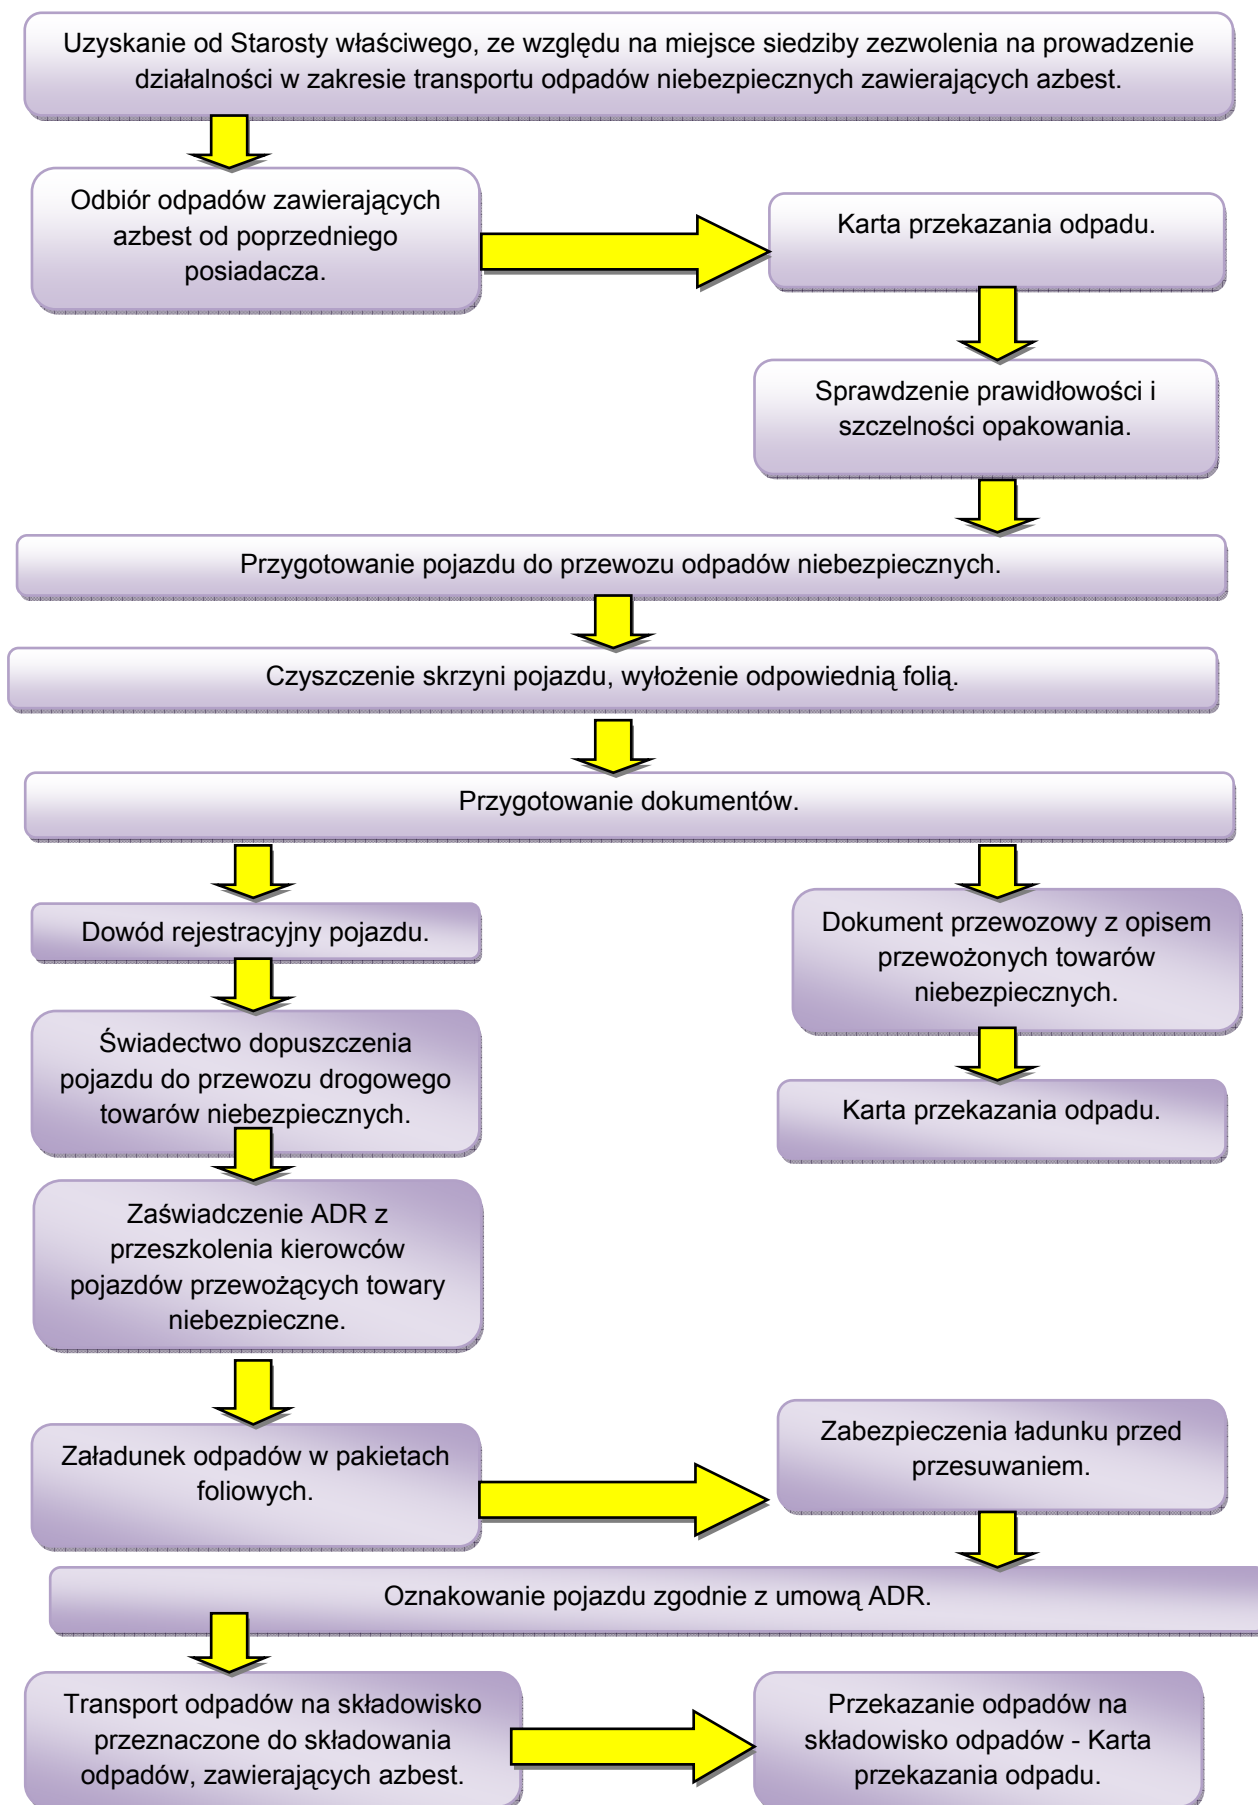 Uzyskanie od Starosty właściwego, ze względu na miejsce siedziby zezwolenia na prowadzenie
działalności w zakresie transportu odpadów niebezpiecznych zawierających azbest.
Odbiór odpadów zawierających
azbest od poprzedniego
posiadacza.
Karta przekazania odpadu.
Sprawdzenie prawidłowości i
szczelności opakowania.
Przygotowanie pojazdu do przewozu odpadów niebezpiecznych.
Czyszczenie skrzyni pojazdu, wyłożenie odpowiednią folią.
Przygotowanie dokumentów.
Dowód rejestracyjny pojazdu.
Świadectwo dopuszczenia
pojazdu do przewozu drogowego
towarów niebezpiecznych.
Zaświadczenie ADR z
przeszkolenia kierowców
pojazdów przewożących towary
niebezpieczne.
Dokument przewozowy z opisem
przewożonych towarów
niebezpiecznych.
Karta przekazania odpadu.
Załadunek odpadów w pakietach
foliowych.
Zabezpieczenia ładunku przed
przesuwaniem.
Oznakowanie pojazdu zgodnie z umową ADR.
Transport odpadów na składowisko
przeznaczone do składowania
odpadów, zawierających azbest.
Przekazanie odpadów na
składowisko odpadów - Karta
przekazania odpadu.